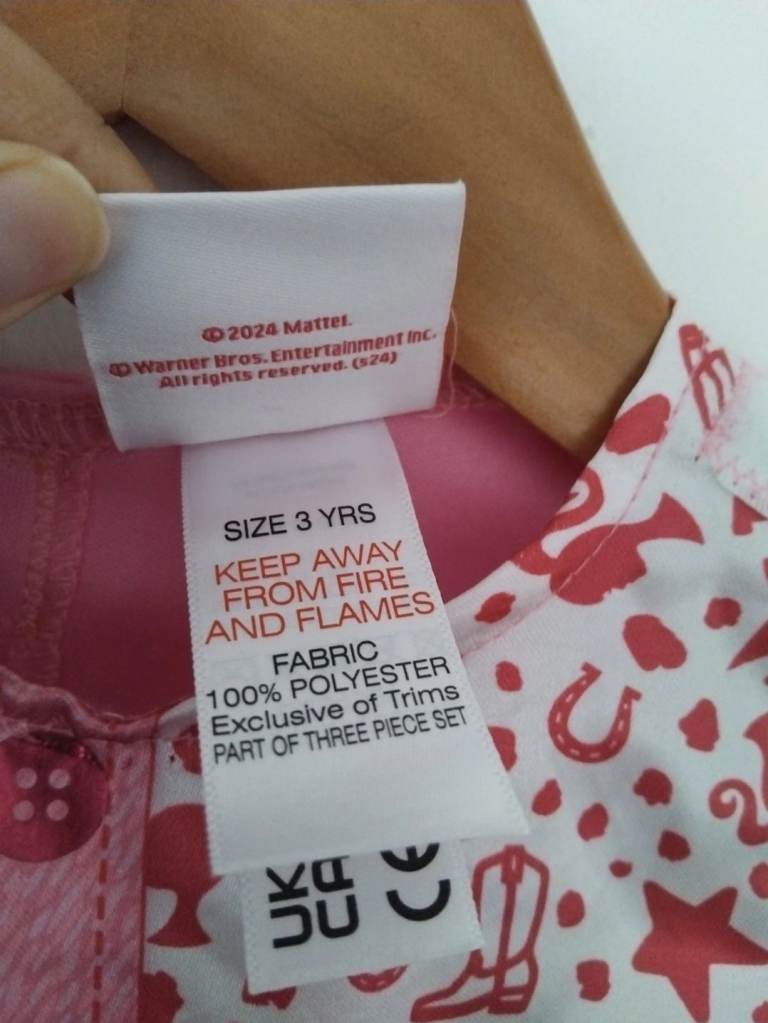 ©2024 Mattel.
© Warner Bros. Entertainment Inc.
All rights reserved. (s24)
SIZE 3 YRS
KEEP AWAY
FROM FIRE
AND FLAMES
FABRIC
100% POLYESTER
Exclusive of Trims
PART OF THREE PIECE SET
UK
CA
CE